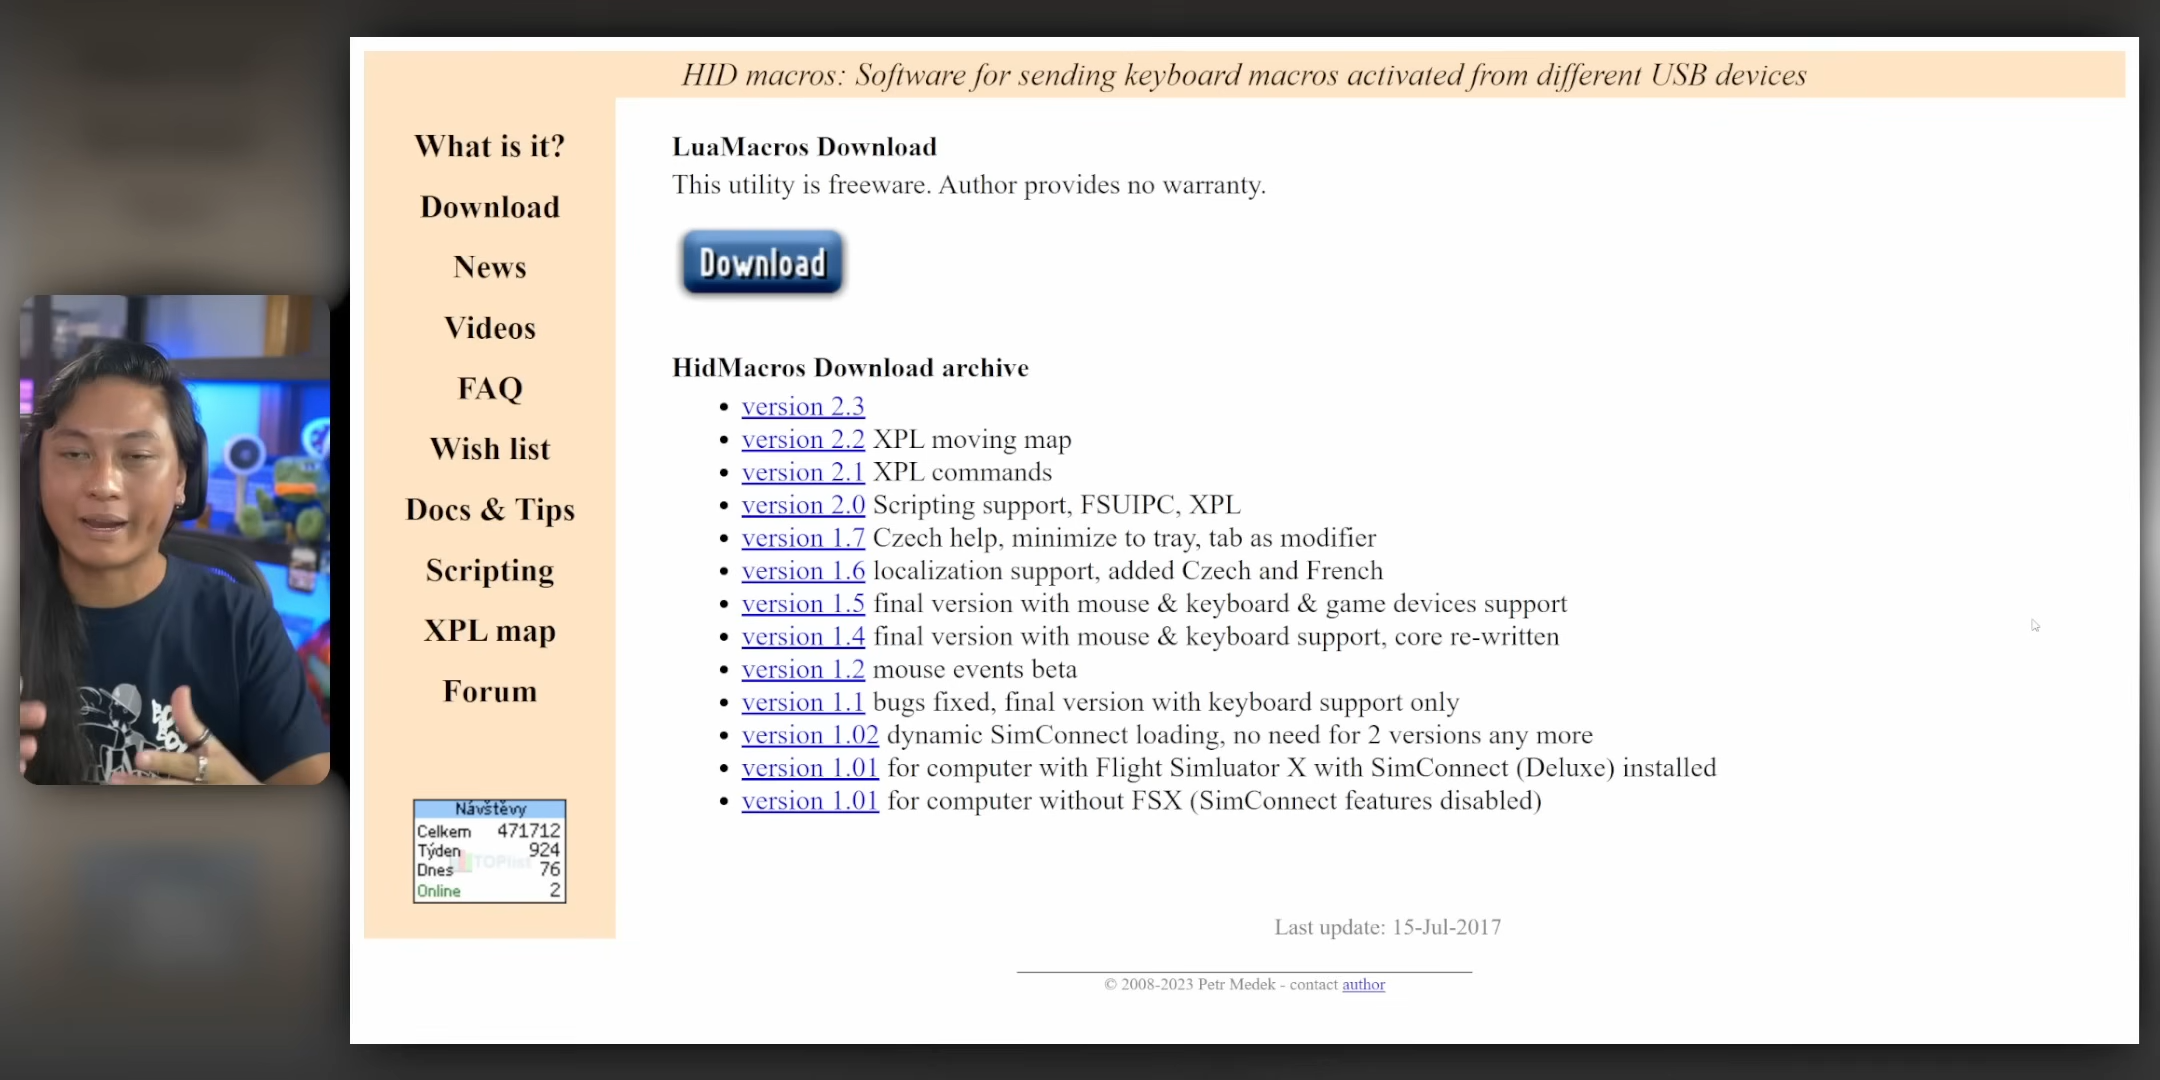 HID macros: Software for sending keyboard macros activated from different USB devices
What is it?
Download
News
Videos
FAQ
Wish list
Docs & Tips
Scripting
XPL map
Forum
Návštěvy
Celkem 471712
Týden 924
Dnes 76
Online 2
TOPlist
LuaMacros Download
This utility is freeware. Author provides no warranty.
Download
HidMacros Download archive
version 2.3
version 2.2 XPL moving map
version 2.1 XPL commands
version 2.0 Scripting support, FSUIPC, XPL
version 1.7 Czech help, minimize to tray, tab as modifier
version 1.6 localization support, added Czech and French
version 1.5 final version with mouse & keyboard & game devices support
version 1.4 final version with mouse & keyboard support, core re-written
version 1.2 mouse events beta
version 1.1 bugs fixed, final version with keyboard support only
version 1.02 dynamic SimConnect loading, no need for 2 versions any more
version 1.01 for computer with Flight Simluator X with SimConnect (Deluxe) installed
version 1.01 for computer without FSX (SimConnect features disabled)
Last update: 15-Jul-2017
© 2008-2023 Petr Medek - contact author